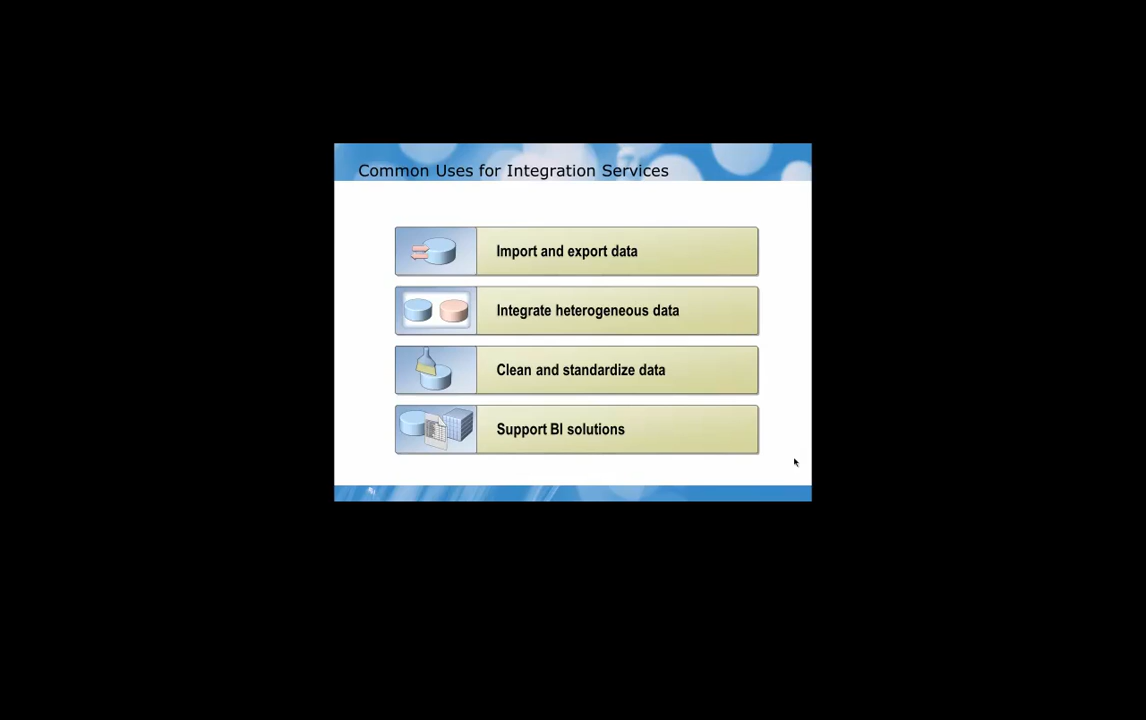 Common Uses for Integration Services
Import and export data
Integrate heterogeneous data
Clean and standardize data
Support BI solutions